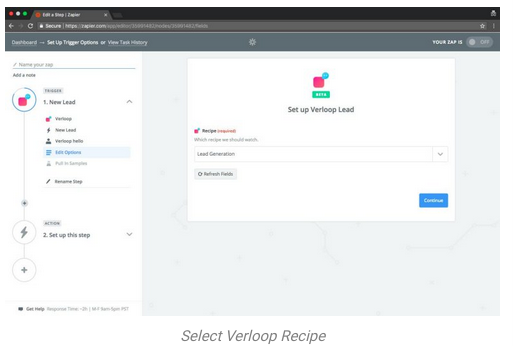 Edit a Step | Zapier
Secure | https://zapier.com/app/editor/35691482/nodes/35691482/fields
Dashboard → Set Up Trigger Options or View Task History
YOUR ZAP IS OFF
Name your zap
Add a note
TRIGGER
1. New Lead
Verloop
New Lead
Verloop hello
Edit Options
Pull In Samples
Rename Step
ACTION
2. Set up this step
Get Help Response Time: ~2h | M-F 9am-5pm PST
BETA
Set up Verloop Lead
Recipe (required)
Which recipe we should watch.
Lead Generation
Refresh Fields
Continue
Select Verloop Recipe